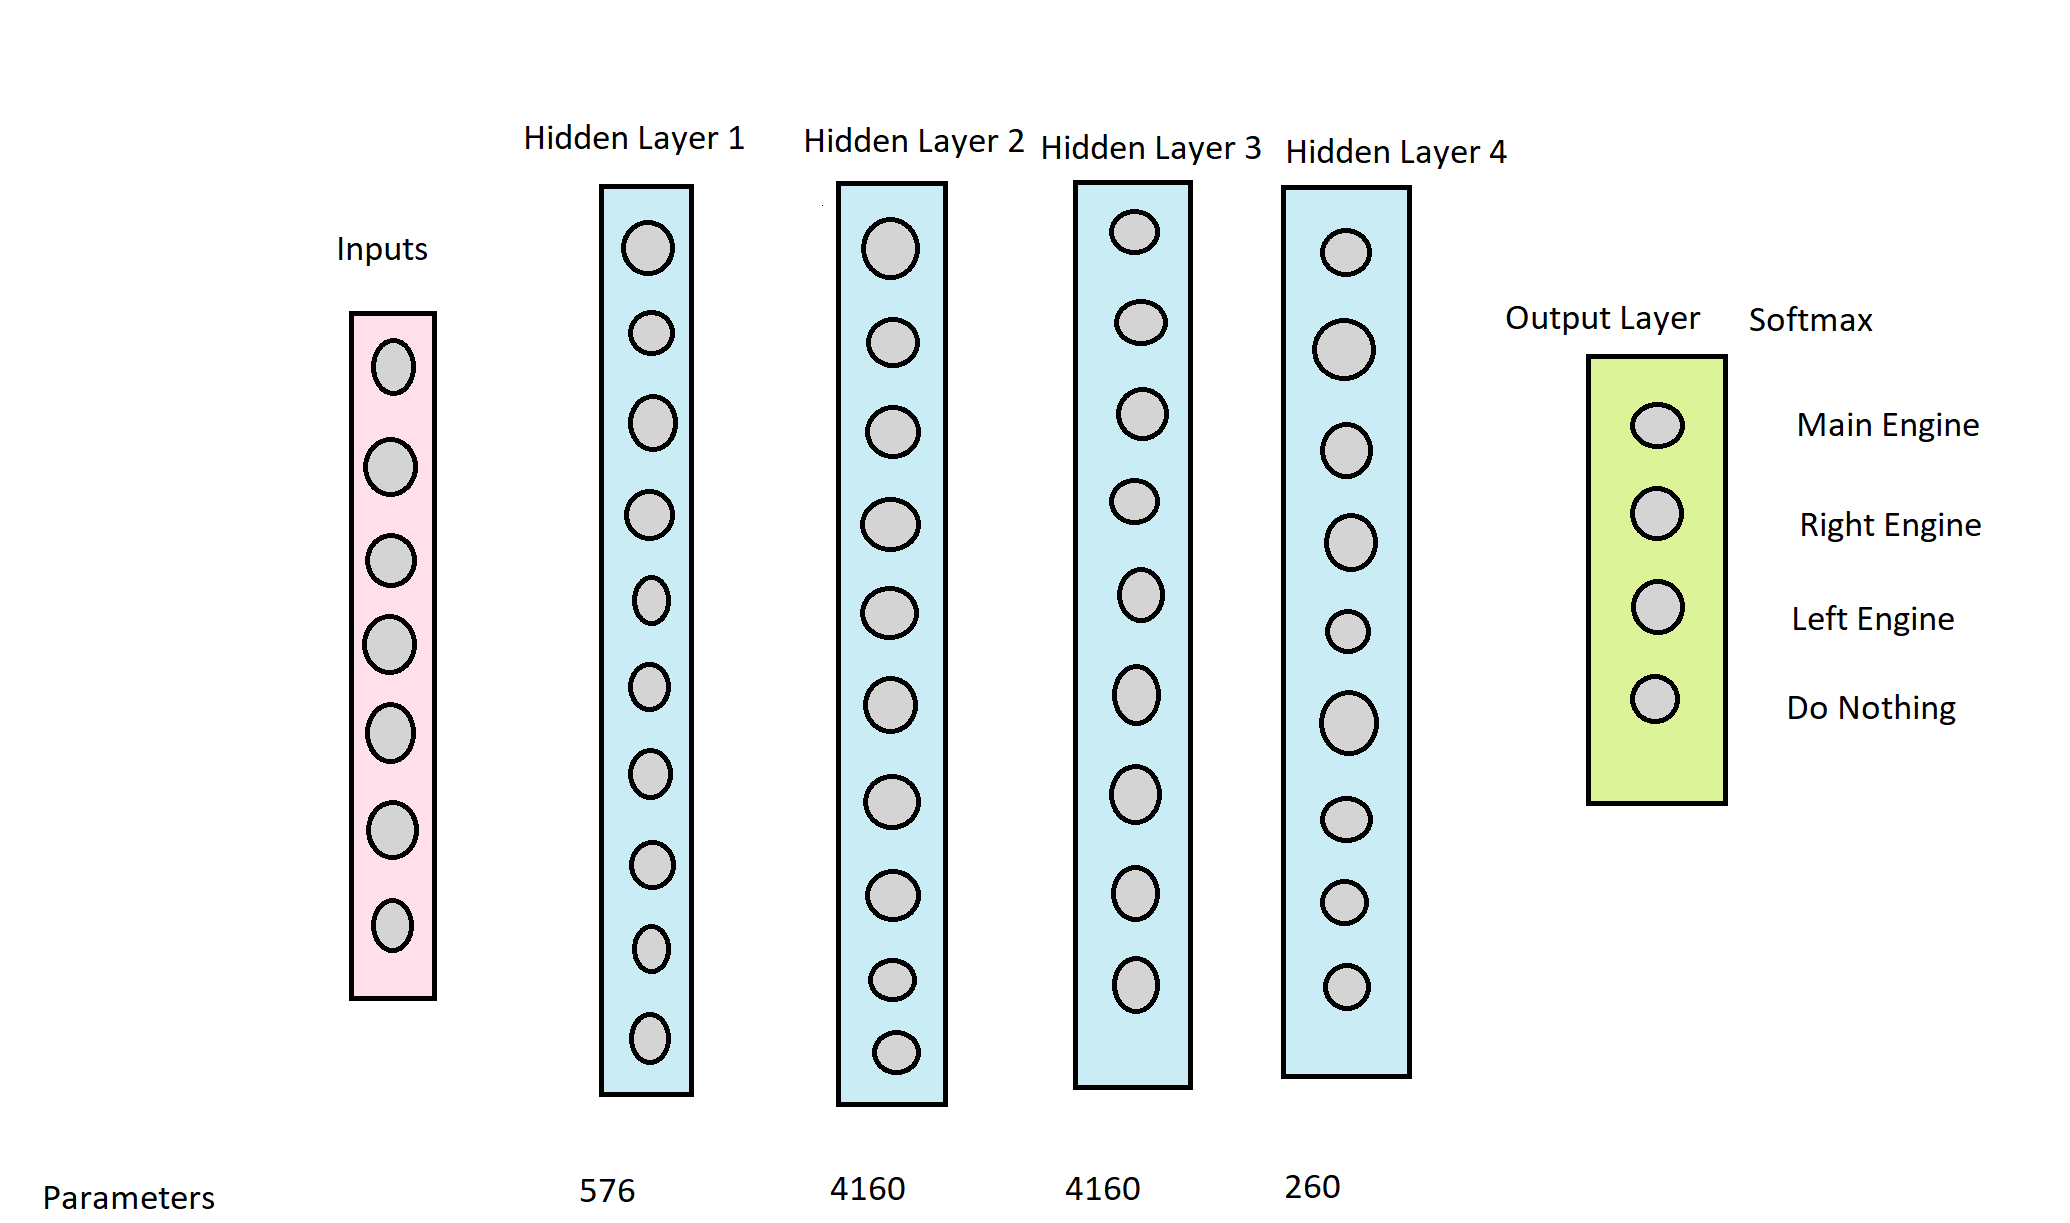 Hidden Layer 1
Hidden Layer 2
Hidden Layer 3
Hidden Layer 4
Inputs
Output Layer
Softmax
Main Engine
Right Engine
Left Engine
Do Nothing
Parameters
576
4160
4160
260